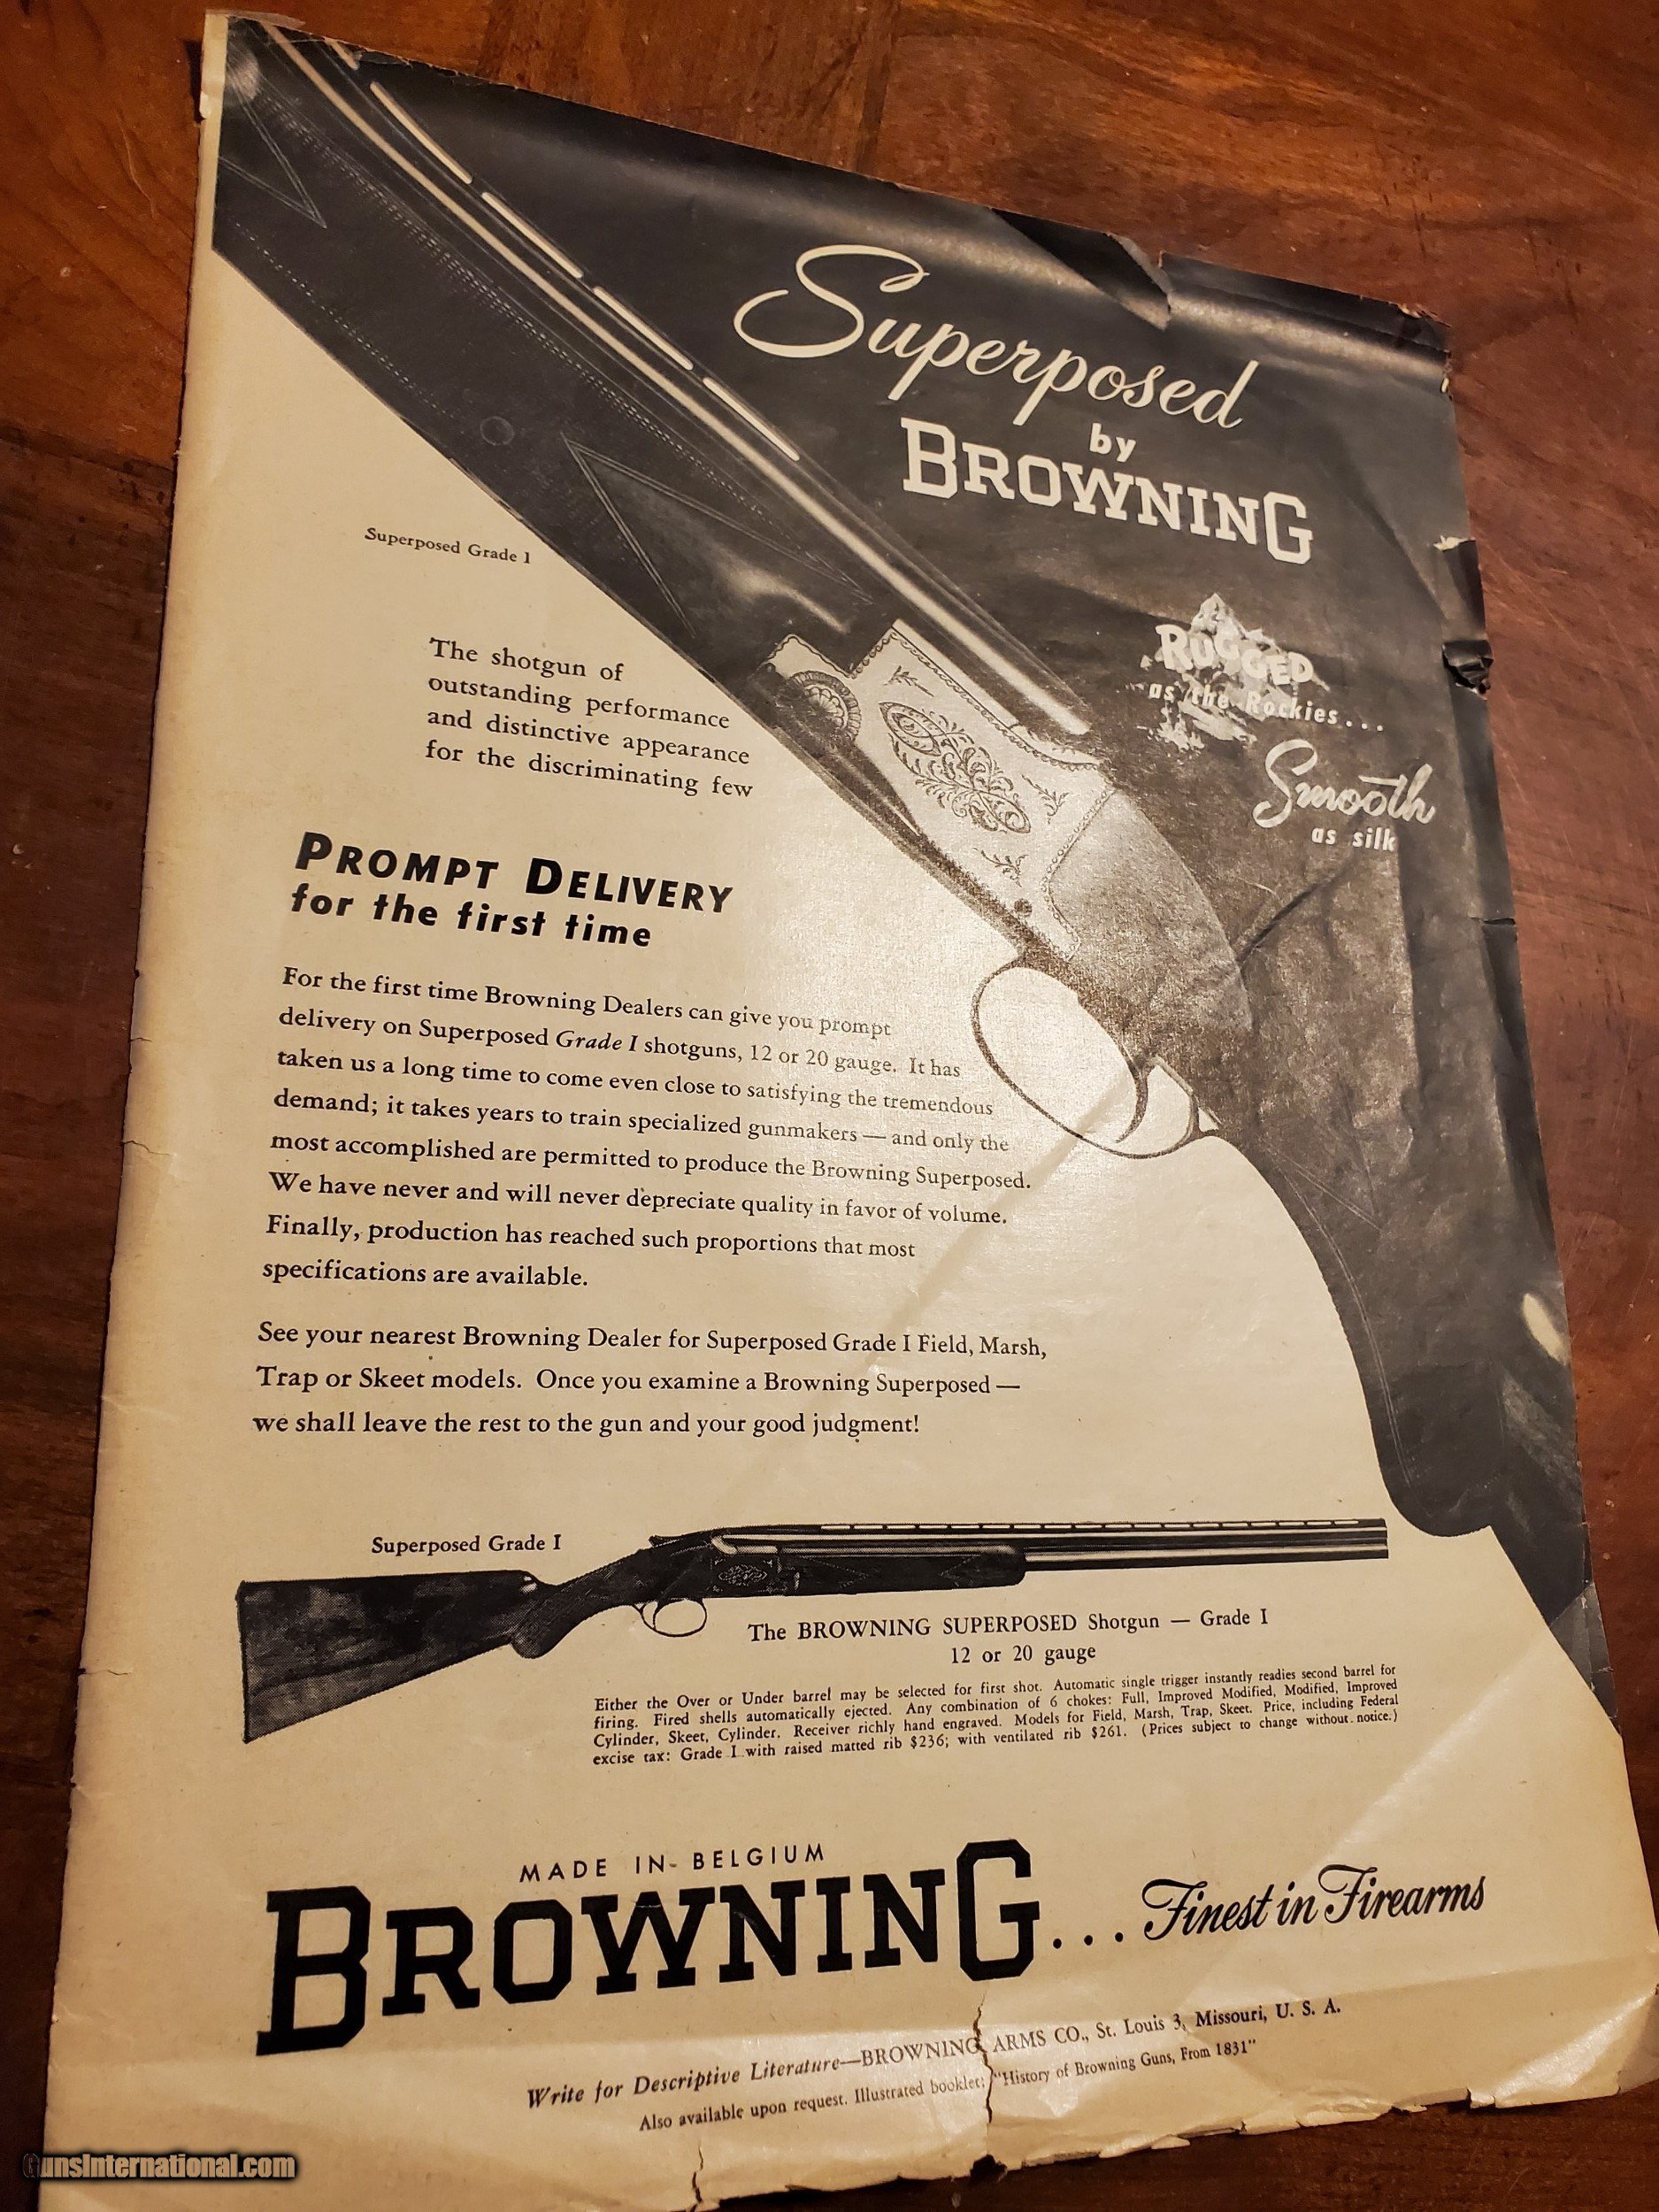 Superposed
by
BROWNING
RUGGED
as the Rockies...
Smooth
as silk
Superposed Grade I
The shotgun of
outstanding performance
and distinctive appearance
for the discriminating few
PROMPT DELIVERY
for the first time
For the first time Browning Dealers can give you prompt
delivery on Superposed Grade I shotguns, 12 or 20 gauge. It has
taken us a long time to come even close to satisfying the tremendous
demand; it takes years to train specialized gunmakers — and only the
most accomplished are permitted to produce the Browning Superposed.
We have never and will never depreciate quality in favor of volume.
Finally, production has reached such proportions that most
specifications are available.
See your nearest Browning Dealer for Superposed Grade I Field, Marsh,
Trap or Skeet models. Once you examine a Browning Superposed —
we shall leave the rest to the gun and your good judgment!
Superposed Grade I
The BROWNING SUPERPOSED Shotgun — Grade I
12 or 20 gauge
Either the Over or Under barrel may be selected for first shot. Automatic single trigger instantly readies second barrel for
firing. Fired shells automatically ejected. Any combination of 6 chokes: Full, Improved Modified, Modified, Improved
Cylinder, Skeet, Cylinder. Receiver richly hand engraved. Models for Field, Marsh, Trap, Skeet. Price, including Federal
excise tax: Grade I with raised matted rib $236; with ventilated rib $261. (Prices subject to change without notice.)
MADE IN BELGIUM
BROWNING... Finest in Firearms
Write for Descriptive Literature—BROWNING ARMS CO., St. Louis 3, Missouri, U. S. A.
Also available upon request. Illustrated booklet: "History of Browning Guns, From 1831"
GunsInternational.com